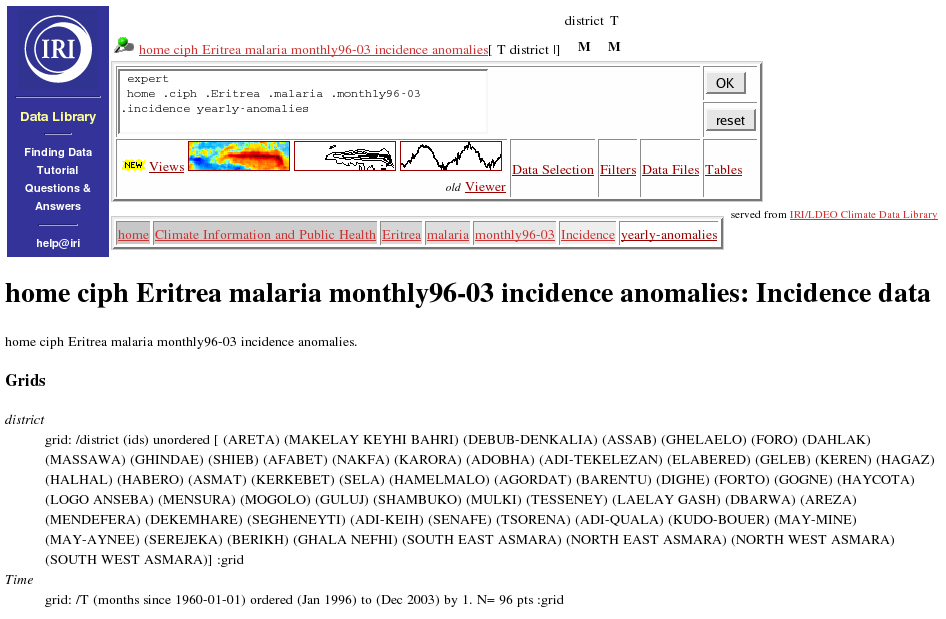 IRI
Data Library
Finding Data
Tutorial
Questions &
Answers
help@iri
district T
home ciph Eritrea malaria monthly96-03 incidence anomalies[ T district |] M M
expert
home .ciph .Eritrea .malaria .monthly96-03
.incidence yearly-anomalies
OK
reset
NEW Views
old Viewer
Data Selection Filters Data Files Tables
served from IRI/LDEO Climate Data Library
home Climate Information and Public Health Eritrea malaria monthly96-03 Incidence yearly-anomalies
home ciph Eritrea malaria monthly96-03 incidence anomalies: Incidence data
home ciph Eritrea malaria monthly96-03 incidence anomalies.
Grids
district
grid: /district (ids) unordered [ (ARETA) (MAKELAY KEYHI BAHRI) (DEBUB-DENKALIA) (ASSAB) (GHELAELO) (FORO) (DAHLAK)
(MASSAWA) (GHINDAE) (SHIEB) (AFABET) (NAKFA) (KARORA) (ADOBHA) (ADI-TEKELEZAN) (ELABERED) (GELEB) (KEREN) (HAGAZ)
(HALHAL) (HABERO) (ASMAT) (KERKEBET) (SELA) (HAMELMALO) (AGORDAT) (BARENTU) (DIGHE) (FORTO) (GOGNE) (HAYCOTA)
(LOGO ANSEBA) (MENSURA) (MOGOLO) (GULUJ) (SHAMBUKO) (MULKI) (TESSENEY) (LAELAY GASH) (DBARWA) (AREZA)
(MENDEFERA) (DEKEMHARE) (SEGHENEYTI) (ADI-KEIH) (SENAFE) (TSORENA) (ADI-QUALA) (KUDO-BOUER) (MAY-MINE)
(MAY-AYNEE) (SEREJEKA) (BERIKH) (GHALA NEFHI) (SOUTH EAST ASMARA) (NORTH EAST ASMARA) (NORTH WEST ASMARA)
(SOUTH WEST ASMARA)] :grid
Time
grid: /T (months since 1960-01-01) ordered (Jan 1996) to (Dec 2003) by 1. N= 96 pts :grid